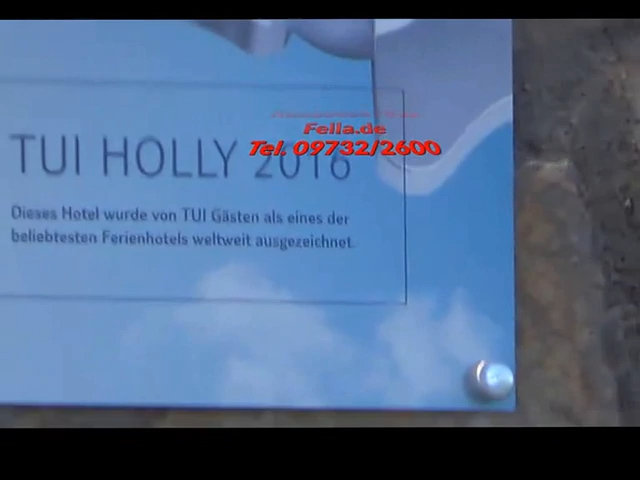 Fella.de
Tel. 09732/2600
TUI HOLLY 2016
Dieses Hotel wurde von TUI Gästen als eines der
beliebtesten Ferienhotels weltweit ausgezeichnet.